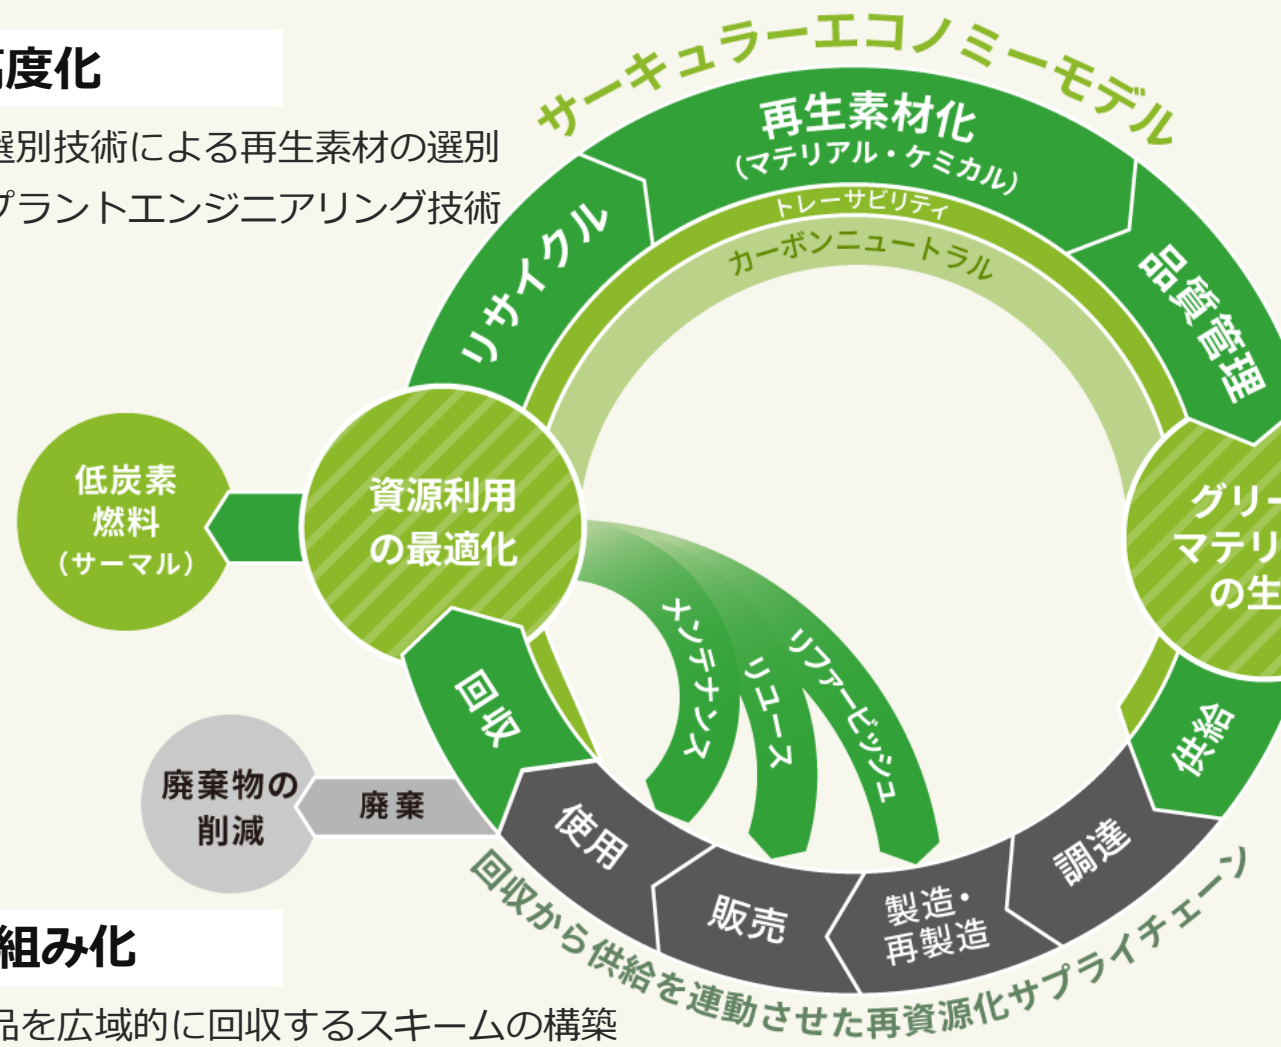 度化
選別技術による再生素材の選別
プラントエンジニアリング技術
サーキュラーエコノミーモデル
再生素材化
（マテリアル・ケミカル）
トレーサビリティ
カーボンニュートラル
リサイクル
品質管理
低炭素
燃料
（サーマル）
資源利用
の最適化
グリー
マテリ
の生
メンテナンス
リユース
リファービッシュ
回収
供給
廃棄物の
削減
廃棄
使用
販売
製造・
再製造
調達
回収から供給を連動させた再資源化サプライチェーン
組み化
品を広域的に回収するスキームの構築